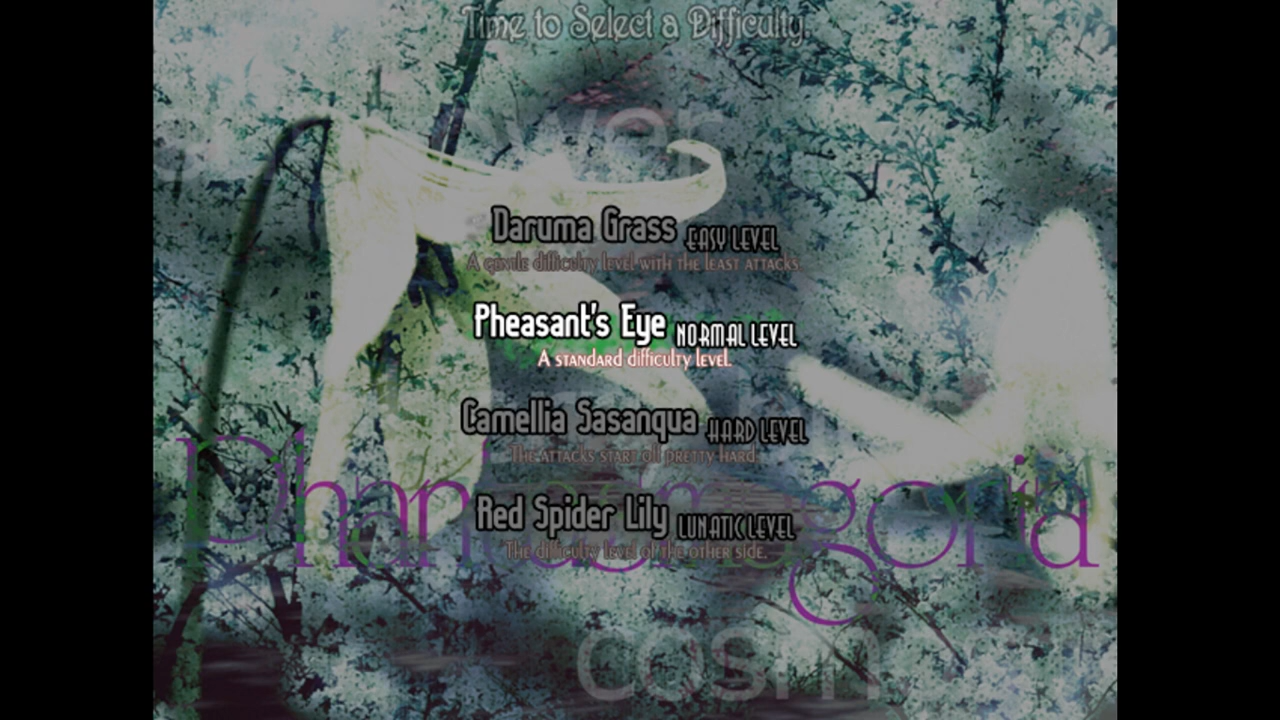 Time to Select a Difficulty.
ower
Daruma Grass EASY LEVEL
A gentle difficulty level with the least attacks.
Pheasant's Eye NORMAL LEVEL
A standard difficulty level.
Camellia Sasanqua HARD LEVEL
The attacks start off pretty hard.
Phantasmagoria
Red Spider Lily LUNATIC LEVEL
The difficulty level of the other side.
cosm